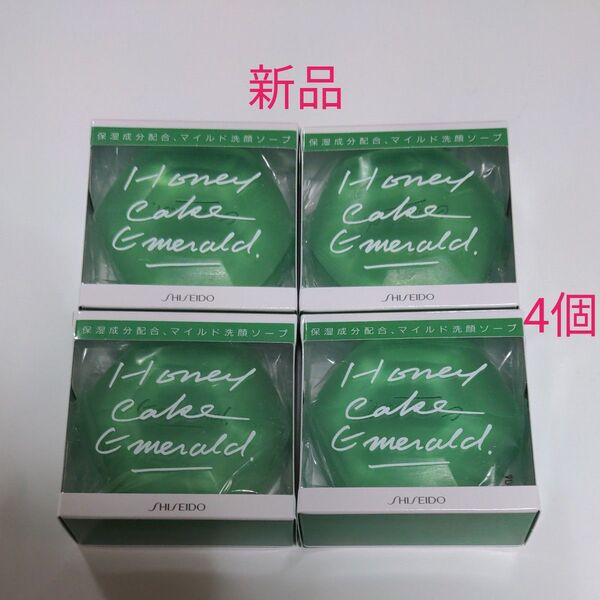 新品
保湿成分配合、マイルド洗顔ソープ
Honey
Cake
Emerald.
SHISEIDO
保湿成分配合、マイルド洗顔ソープ
Honey
Cake
Emerald.
SHISEIDO
4個
保湿成分配合、マイルド洗顔ソープ
Honey
Cake
Emerald.
SHISEIDO
保湿成分配合、マイルド洗顔ソープ
Honey
Cake
Emerald.
SHISEIDO